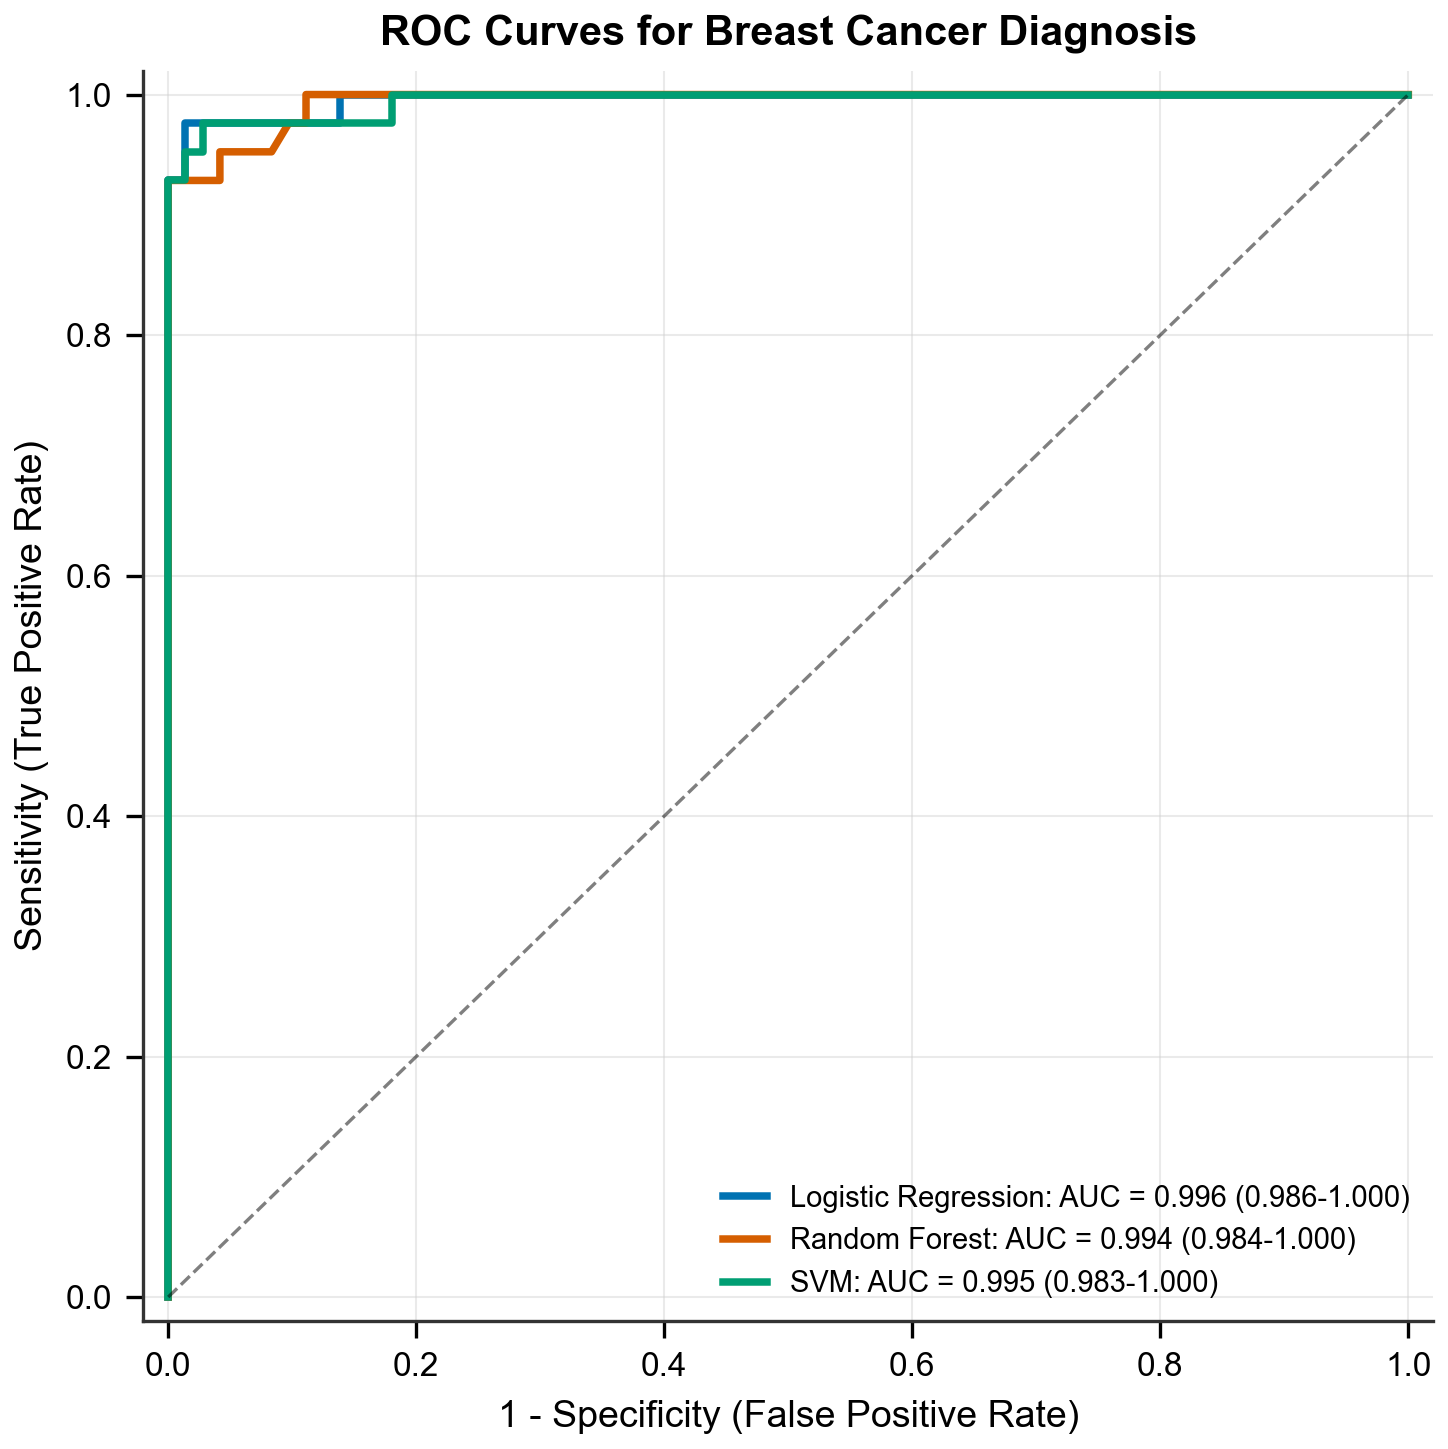 ROC Curves for Breast Cancer Diagnosis
Sensitivity (True Positive Rate)
1.0
0.8
0.6
0.4
0.2
0.0
Logistic Regression: AUC = 0.996 (0.986-1.000)
Random Forest: AUC = 0.994 (0.984-1.000)
SVM: AUC = 0.995 (0.983-1.000)
0.0 0.2 0.4 0.6 0.8 1.0
1 - Specificity (False Positive Rate)